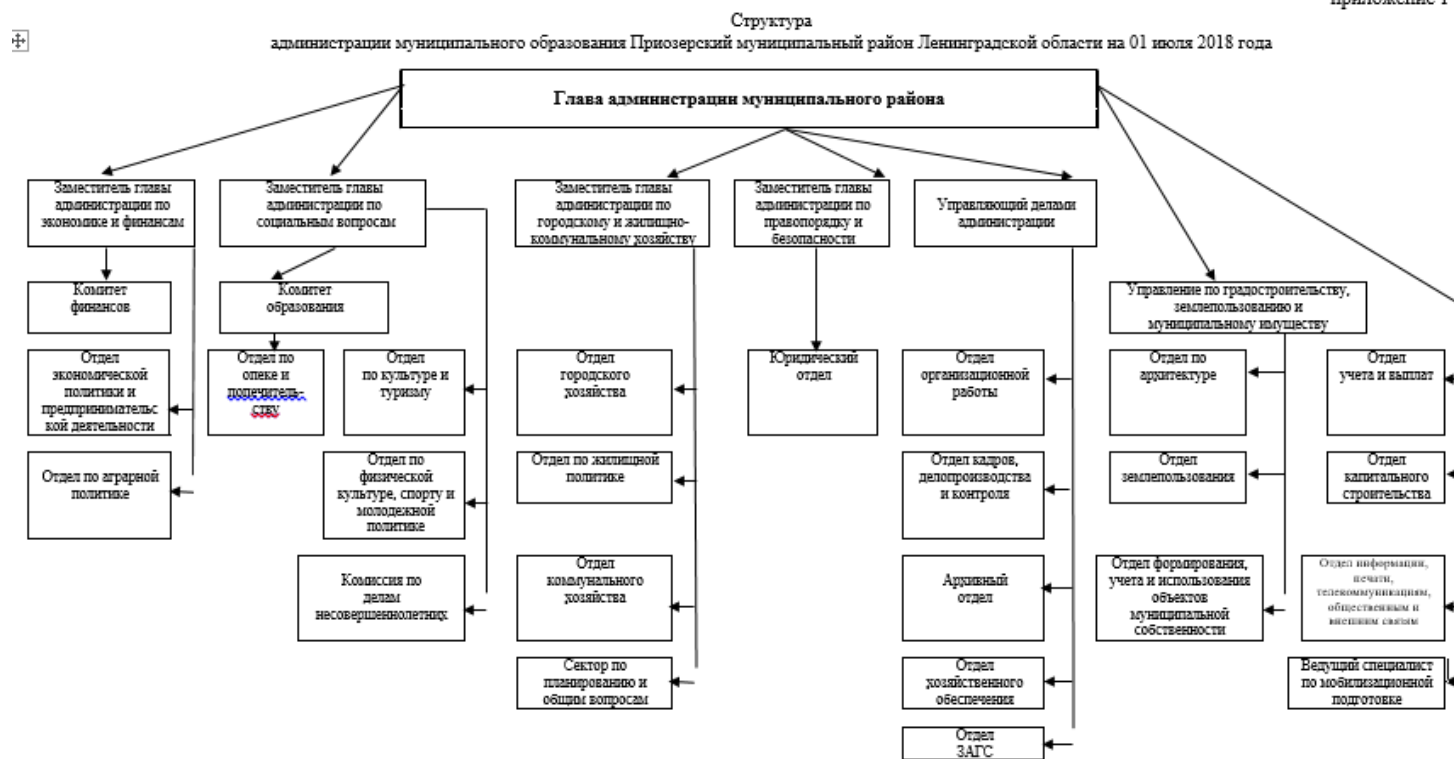 приложение 1
Структура
администрации муниципального образования Приозерский муниципальный район Ленинградской области на 01 июля 2018 года
Глава администрации муниципального района
Заместитель главы
администрации по
экономике и финансам
Заместитель главы
администрации по
социальным вопросам
Заместитель главы
администрации по
городскому и жилищно-
коммунальному хозяйству
Заместитель главы
администрации по
правопорядку и
безопасности
Управляющий делами
администрации
Комитет
финансов
Комитет
образования
Управление по градостроительству,
землепользованию и
муниципальному имуществу
Отдел
экономической
политики и
предпринимательс
кой деятельности
Отдел по
опеке и
попечитель-
ству
Отдел
по культуре и
туризму
Отдел
городского
хозяйства
Юридический
отдел
Отдел
организационной
работы
Отдел по
архитектуре
Отдел
учета и выплат
Отдел по аграрной
политике
Отдел по
физической
культуре, спорту и
молодежной
политике
Отдел по жилищной
политике
Отдел кадров,
делопроизводства
и контроля
Отдел
землепользования
Отдел
капитального
строительства
Комиссия по
делам
несовершеннолетних
Отдел
коммунального
хозяйства
Архивный
отдел
Отдел формирования,
учета и использования
объектов
муниципальной
собственности
Отдел информации,
печати,
телекоммуникациям,
общественным и
внешним связям
Сектор по
планированию и
общим вопросам
Отдел
хозяйственного
обеспечения
Ведущий специалист
по мобилизационной
подготовке
Отдел
ЗАГС